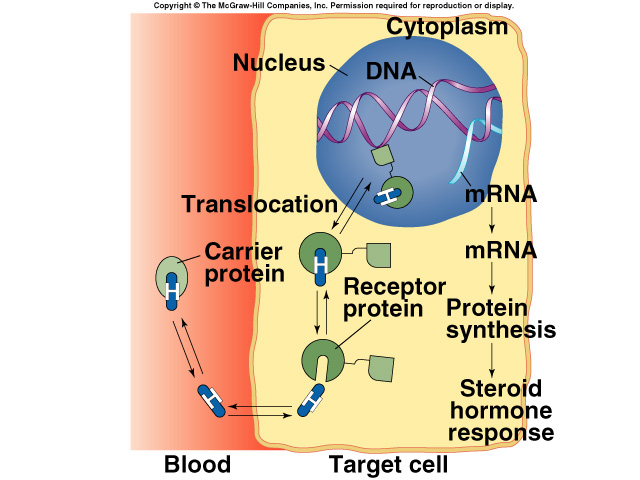 Copyright © The McGraw-Hill Companies, Inc. Permission required for reproduction or display.
Cytoplasm
Nucleus
DNA
mRNA
Translocation
Carrier
protein
mRNA
H
H
H
Receptor
protein
Protein
synthesis
H
H
Steroid
hormone
response
Blood
Target cell